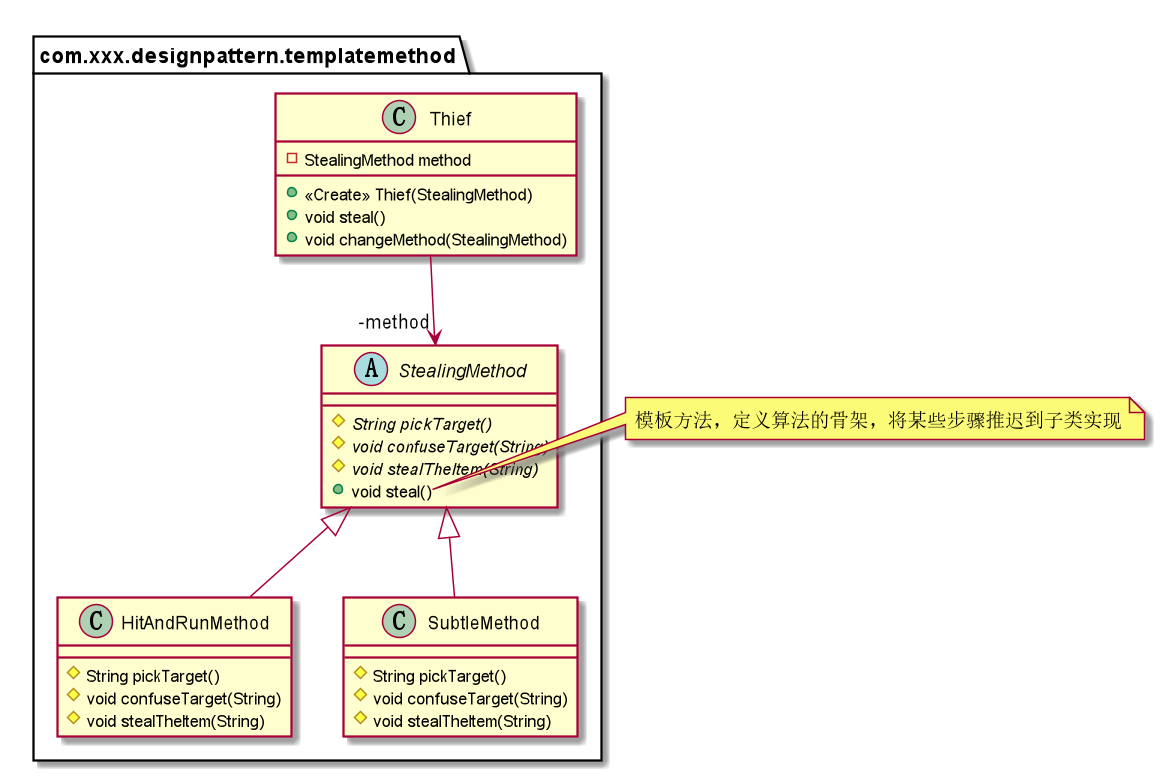 com.xxx.designpattern.templatemethod
C Thief
StealingMethod method
«Create» Thief(StealingMethod)
void steal()
void changeMethod(StealingMethod)
-method
A StealingMethod
String pickTarget()
void confuseTarget(String)
void stealTheItem(String)
void steal()
模板方法，定义算法的骨架，将某些步骤推迟到子类实现
C HitAndRunMethod
String pickTarget()
void confuseTarget(String)
void stealTheItem(String)
C SubtleMethod
String pickTarget()
void confuseTarget(String)
void stealTheItem(String)